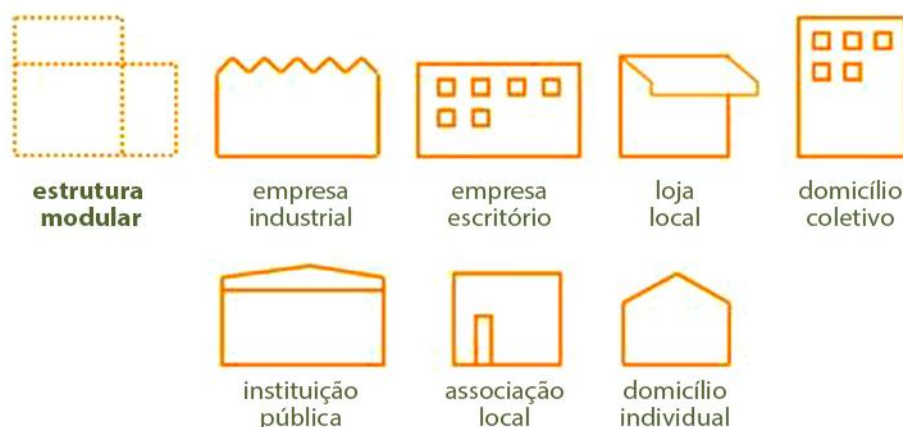 estrutura
modular
empresa
industrial
empresa
escritório
loja
local
domicílio
coletivo
instituição
pública
associação
local
domicílio
individual